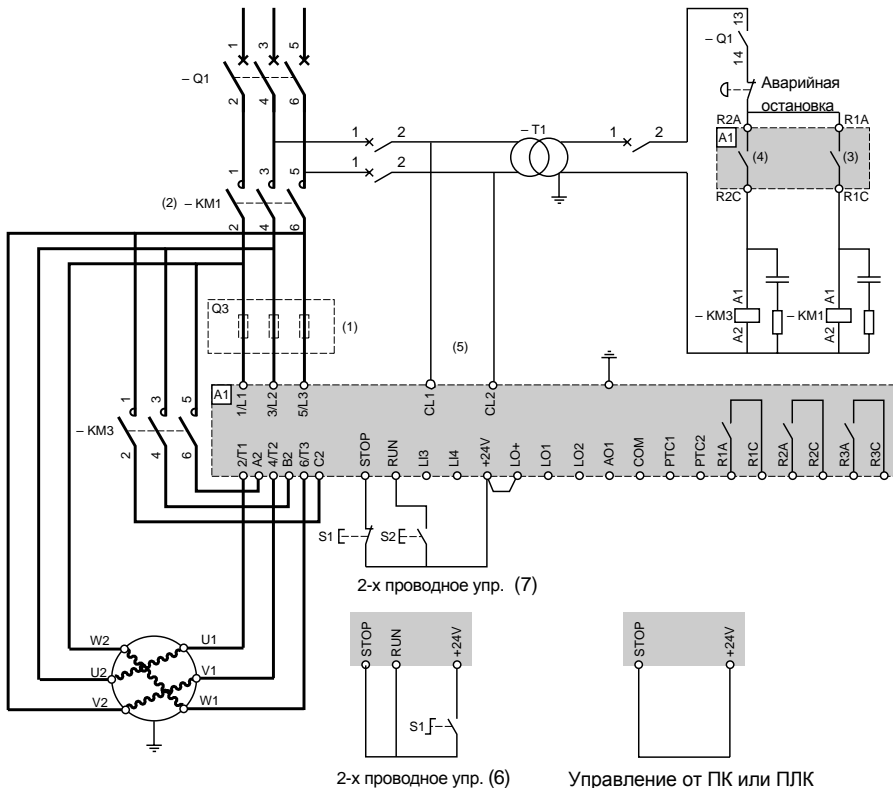 1 3 5
– Q1
2 4 6
1 2
1 2
– T1
1 2
13
– Q1
14
Аварийная
остановка
R2A R1A
A1
(4) (3)
R2C R1C
1 3 5
(2) – KM1
2 4 6
A1 A1
– KM3 – KM1
A2 A2
Q3
(1)
(5)
1 3 5
– KM3
2 4 6
A1
1/L1 3/L2 5/L3 CL1 CL2
2/T1 A2 4/T2 B2 6/T3 C2 STOP RUN LI3 LI4 +24V LO+ LO1 LO2 AO1 COM PTC1 PTC2 R1A R1C R2A R2C R3A R3C
S1 S2
2-х проводное упр. (7)
W2 U1
U2 V1
V2 W1
STOP RUN +24V
S1
2-х проводное упр. (6)
STOP +24V
Управление от ПК или ПЛК